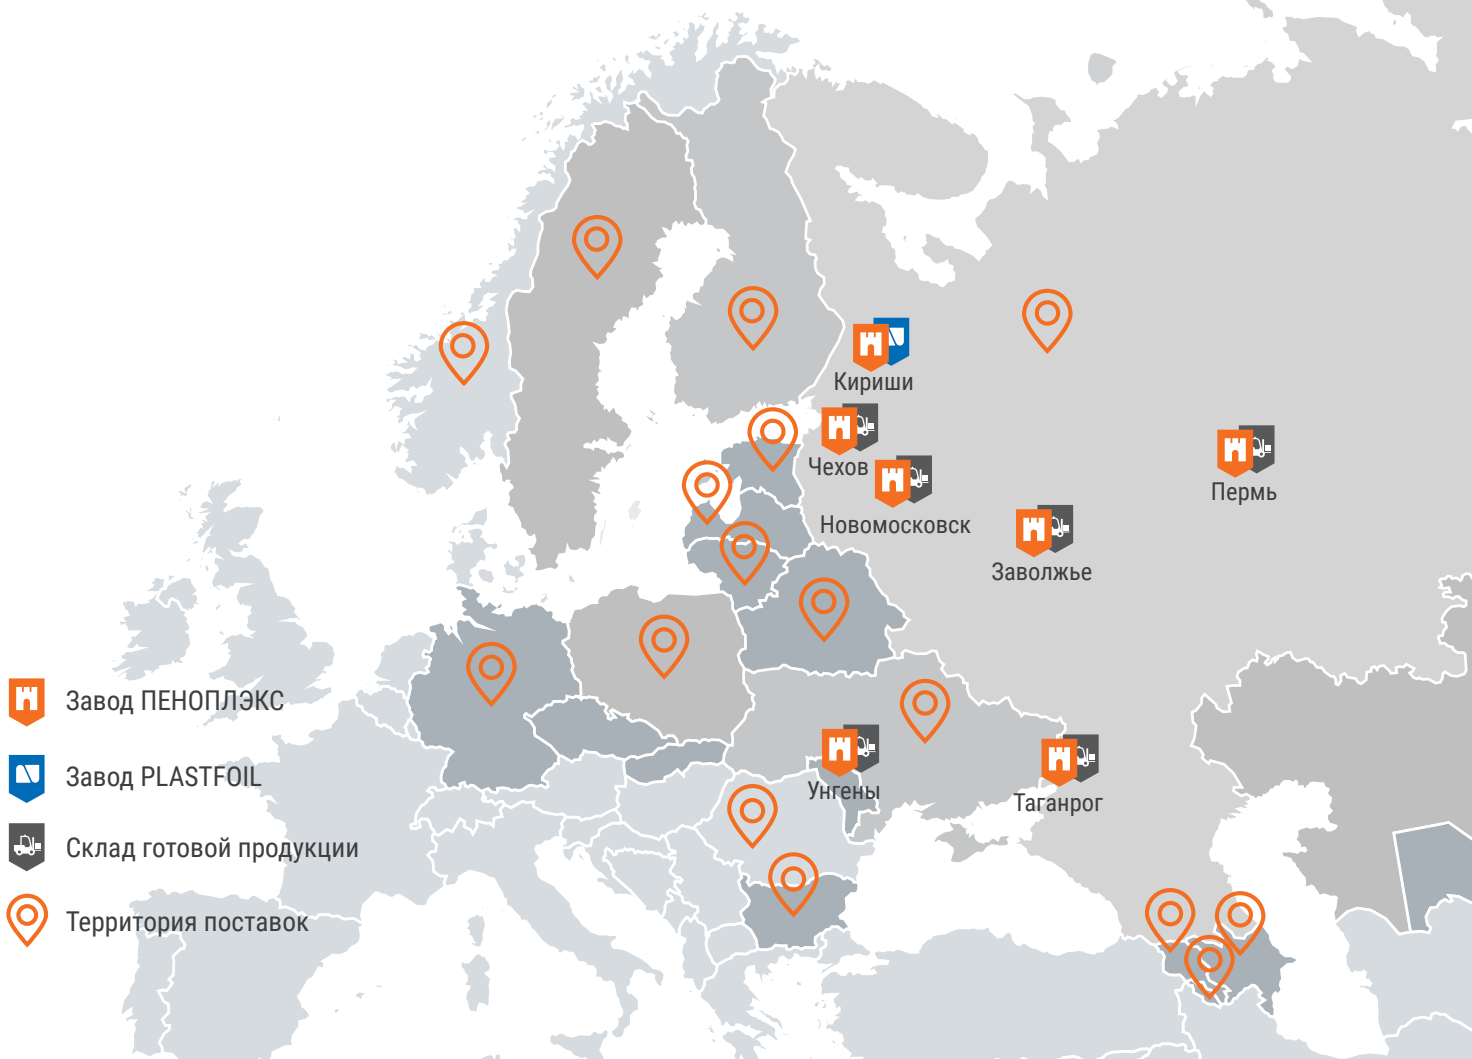 Кириши
Чехов
Новомосковск
Пермь
Заволжье
Завод ПЕНОПЛЭКС
Завод PLASTFOIL
Унгены
Таганрог
Склад готовой продукции
Территория поставок